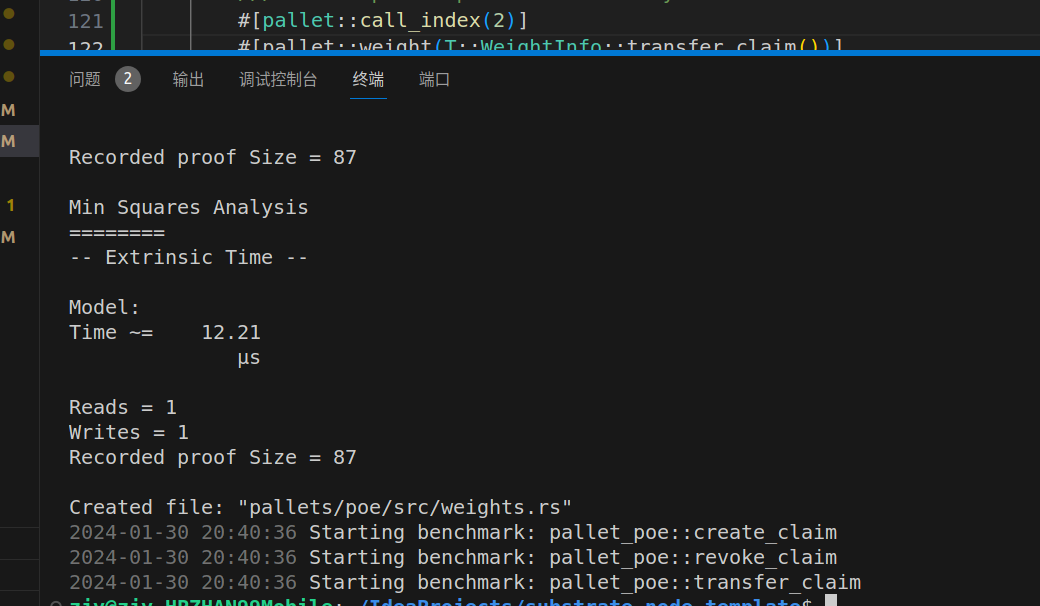 121 #[pallet::call_index(2)]
122 #[pallet::weight(T::WeightInfo::transfer_claim())]
M
M
1
M
问题 2 输出 调试控制台 终端 端口
Recorded proof Size = 87
Min Squares Analysis
========
-- Extrinsic Time --
Model:
Time ~= 12.21
µs
Reads = 1
Writes = 1
Recorded proof Size = 87
Created file: "pallets/poe/src/weights.rs"
2024-01-30 20:40:36 Starting benchmark: pallet_poe::create_claim
2024-01-30 20:40:36 Starting benchmark: pallet_poe::revoke_claim
2024-01-30 20:40:36 Starting benchmark: pallet_poe::transfer_claim